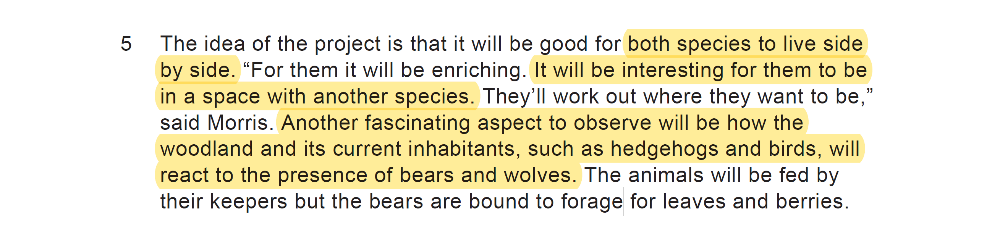 5 The idea of the project is that it will be good for both species to live side
by side. “For them it will be enriching. It will be interesting for them to be
in a space with another species. They’ll work out where they want to be,”
said Morris. Another fascinating aspect to observe will be how the
woodland and its current inhabitants, such as hedgehogs and birds, will
react to the presence of bears and wolves. The animals will be fed by
their keepers but the bears are bound to forage for leaves and berries.